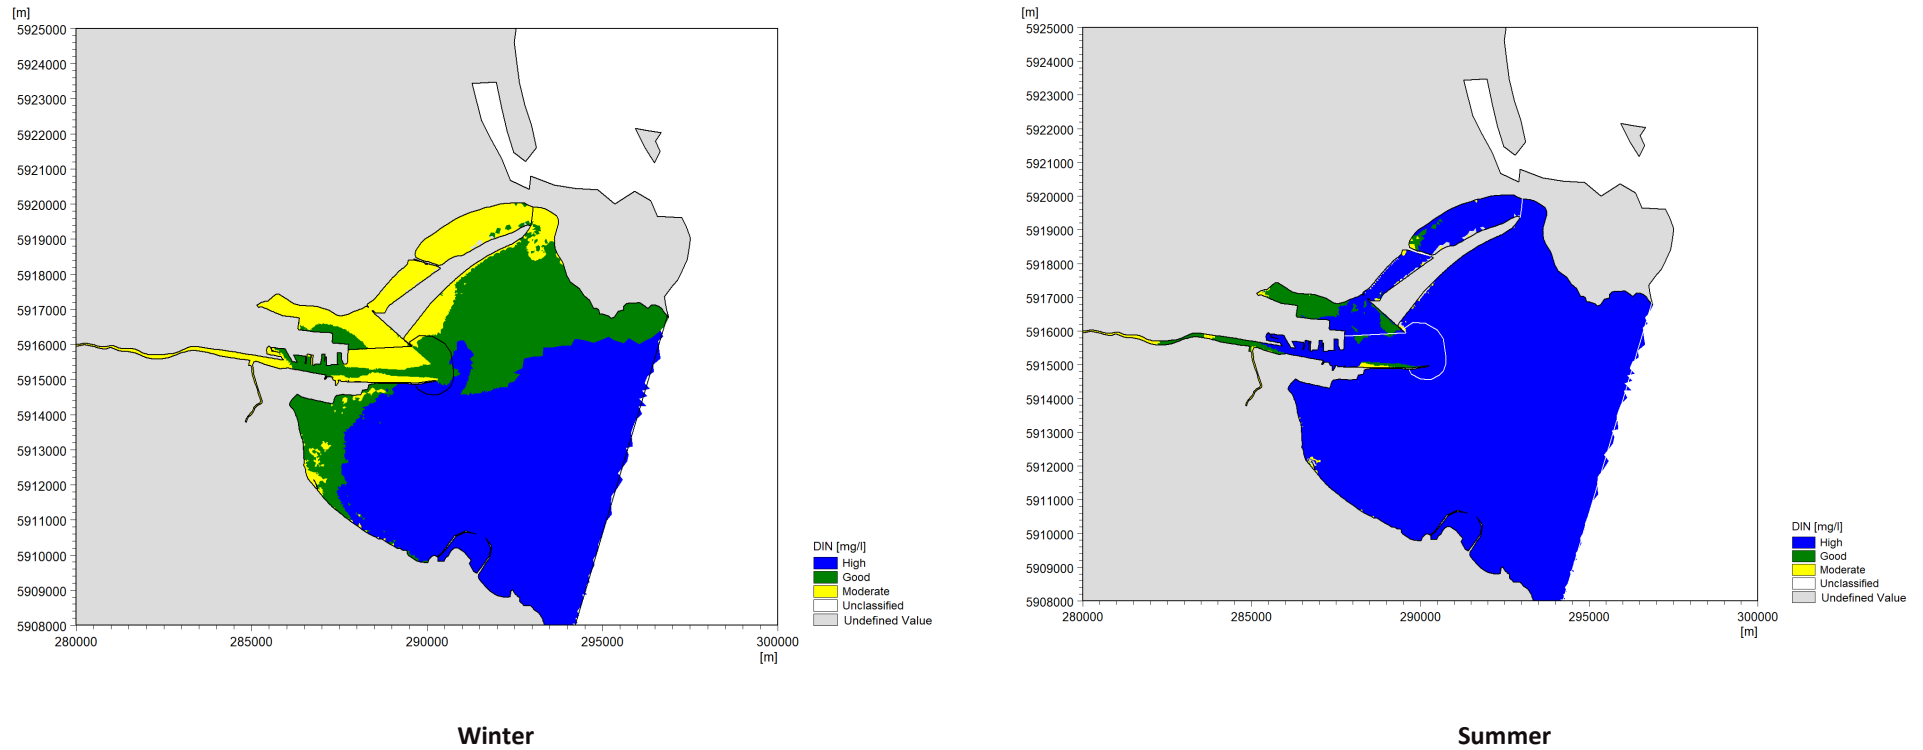 [m]
5925000
5924000
5923000
5922000
5921000
5920000
5919000
5918000
5917000
5916000
5915000
5914000
5913000
5912000
5911000
5910000
5909000
5908000
280000 285000 290000 295000 300000
[m]
DIN [mg/l]
High
Good
Moderate
Unclassified
Undefined Value
Winter
[m]
5925000
5924000
5923000
5922000
5921000
5920000
5919000
5918000
5917000
5916000
5915000
5914000
5913000
5912000
5911000
5910000
5909000
5908000
280000 285000 290000 295000 300000
[m]
DIN [mg/l]
High
Good
Moderate
Unclassified
Undefined Value
Summer